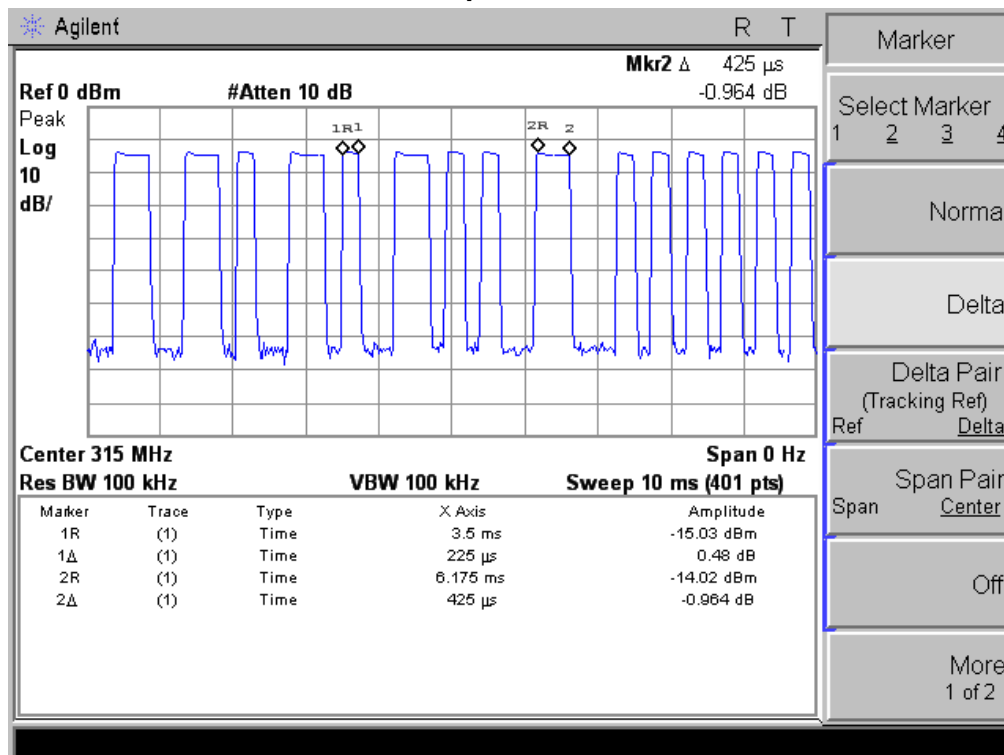 Agilent R T
Mkr2 Δ 425 μs
Ref 0 dBm #Atten 10 dB -0.964 dB
Peak
Log
10
dB/
1R 1 2R 2
Center 315 MHz Span 0 Hz
Res BW 100 kHz VBW 100 kHz Sweep 10 ms (401 pts)
Marker Trace Type X Axis Amplitude
1R (1) Time 3.5 ms -15.03 dBm
1Δ (1) Time 225 μs 0.48 dB
2R (1) Time 6.175 ms -14.02 dBm
2Δ (1) Time 425 μs -0.964 dB
Marker
Select Marker
1 2 3 4
Norma
Delta
Delta Pair
(Tracking Ref)
Ref Delta
Span Pair
Span Center
Off
More
1 of 2